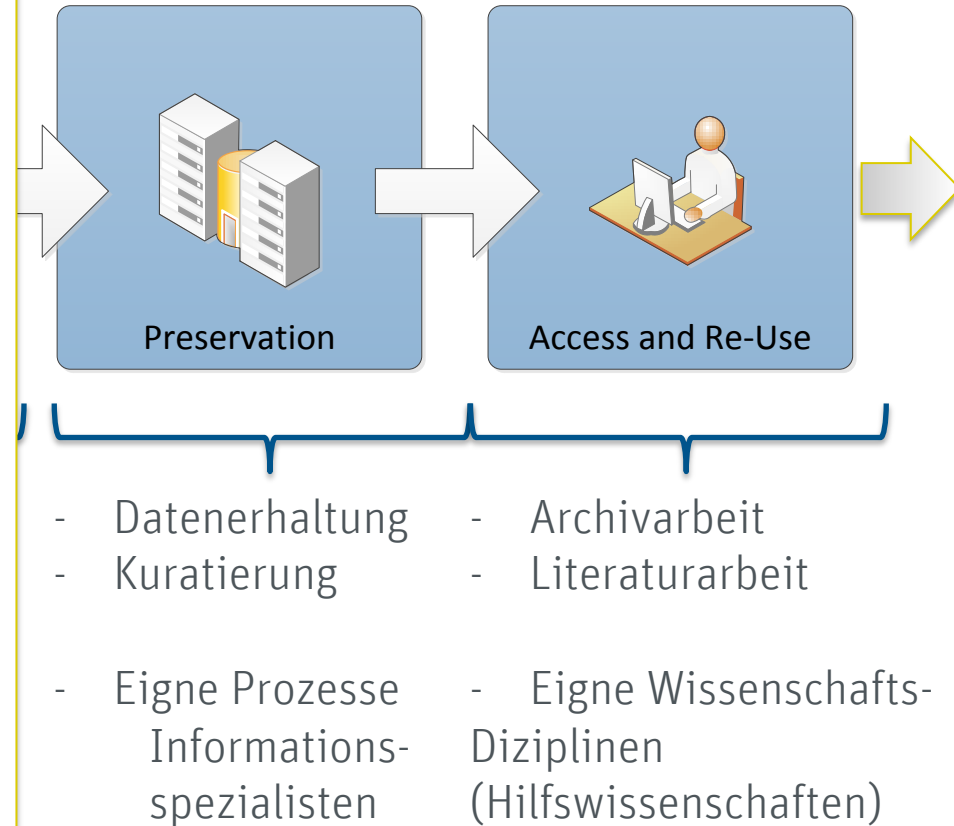 Preservation
Access and Re-Use
- Datenerhaltung
- Kuratierung
- Eigne Prozesse
Informations-
spezialisten
- Archivarbeit
- Literaturarbeit
- Eigne Wissenschafts-
Diziplinen
(Hilfswissenschaften)